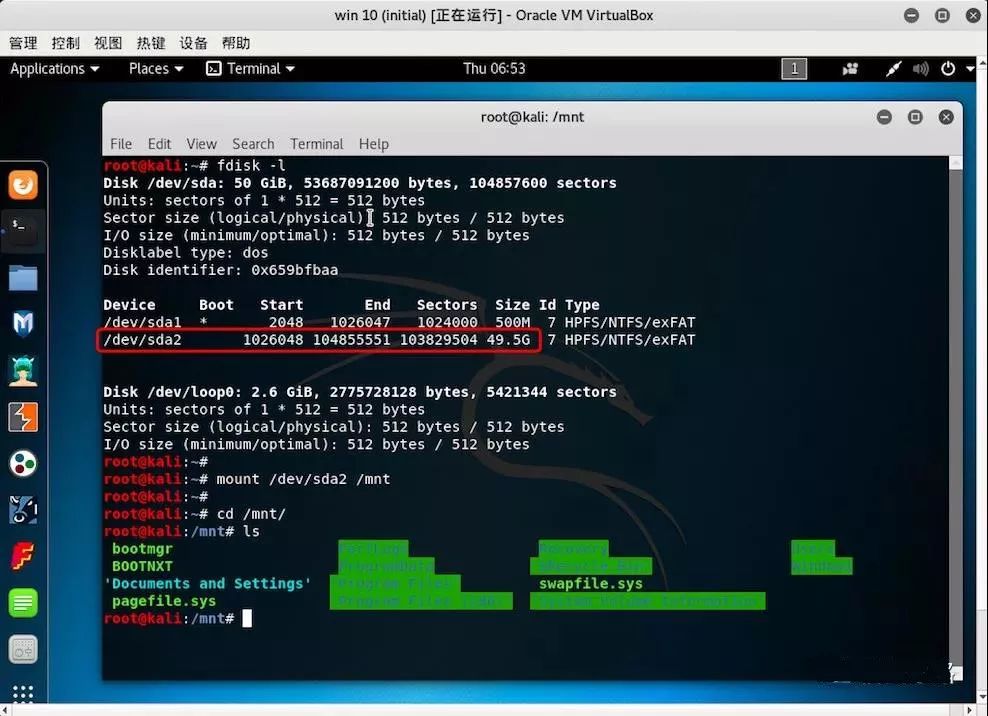 win 10 (initial) [正在运行] - Oracle VM VirtualBox
管理 控制 视图 热键 设备 帮助
Applications Places Terminal Thu 06:53 1
root@kali: /mnt
File Edit View Search Terminal Help
root@kali:~# fdisk -l
Disk /dev/sda: 50 GiB, 53687091200 bytes, 104857600 sectors
Units: sectors of 1 * 512 = 512 bytes
Sector size (logical/physical): 512 bytes / 512 bytes
I/O size (minimum/optimal): 512 bytes / 512 bytes
Disklabel type: dos
Disk identifier: 0x659bfbaa
Device Boot Start End Sectors Size Id Type
/dev/sda1 * 2048 1026047 1024000 500M 7 HPFS/NTFS/exFAT
/dev/sda2 1026048 104855551 103829504 49.5G 7 HPFS/NTFS/exFAT
Disk /dev/loop0: 2.6 GiB, 2775728128 bytes, 5421344 sectors
Units: sectors of 1 * 512 = 512 bytes
Sector size (logical/physical): 512 bytes / 512 bytes
I/O size (minimum/optimal): 512 bytes / 512 bytes
root@kali:~#
root@kali:~# mount /dev/sda2 /mnt
root@kali:~#
root@kali:~# cd /mnt/
root@kali:/mnt# ls
bootmgr PerfLogs Recovery Users
BOOTNXT ProgramData $Recycle.Bin Windows
'Documents and Settings' 'Program Files' swapfile.sys
pagefile.sys 'Program Files (x86)' 'System Volume Information'
root@kali:/mnt#